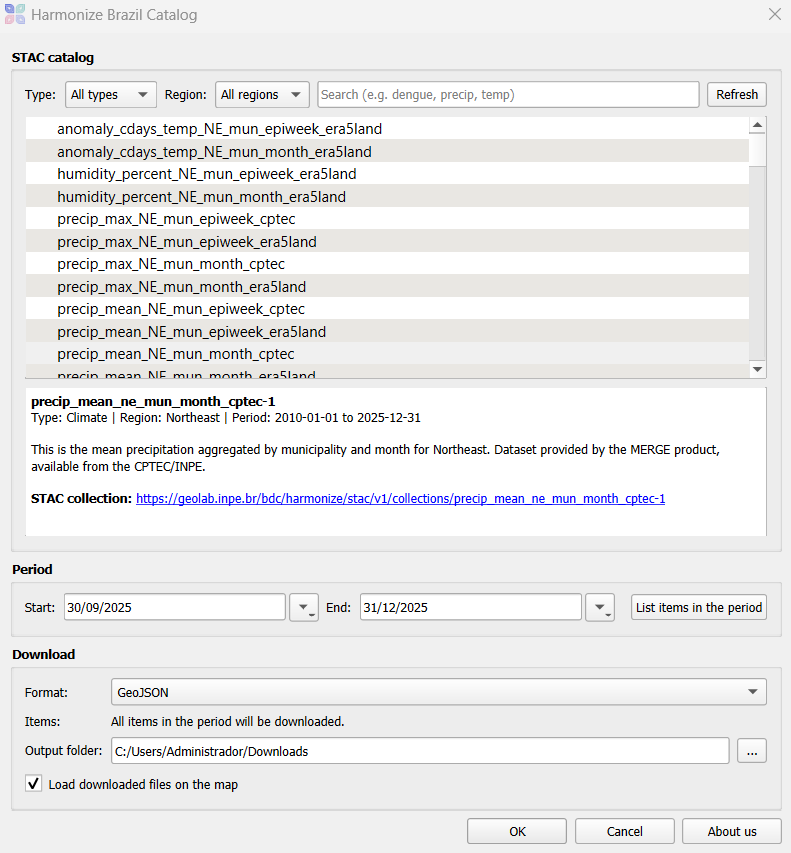 Harmonize Brazil Catalog
STAC catalog
Type: All types Region: All regions Search (e.g. dengue, precip, temp) Refresh
anomaly_cdays_temp_NE_mun_epiweek_era5land
anomaly_cdays_temp_NE_mun_month_era5land
humidity_percent_NE_mun_epiweek_era5land
humidity_percent_NE_mun_month_era5land
precip_max_NE_mun_epiweek_cptec
precip_max_NE_mun_epiweek_era5land
precip_max_NE_mun_month_cptec
precip_max_NE_mun_month_era5land
precip_mean_NE_mun_epiweek_cptec
precip_mean_NE_mun_epiweek_era5land
precip_mean_NE_mun_month_cptec
precip_mean_NE_mun_month_era5land
precip_mean_ne_mun_month_cptec-1
Type: Climate | Region: Northeast | Period: 2010-01-01 to 2025-12-31
This is the mean precipitation aggregated by municipality and month for Northeast. Dataset provided by the MERGE product,
available from the CPTEC/INPE.
STAC collection: https://geolab.inpe.br/bdc/harmonize/stac/v1/collections/precip_mean_ne_mun_month_cptec-1
Period
Start: 30/09/2025 End: 31/12/2025 List items in the period
Download
Format: GeoJSON
Items: All items in the period will be downloaded.
Output folder: C:/Users/Administrador/Downloads ...
Load downloaded files on the map
OK Cancel About us